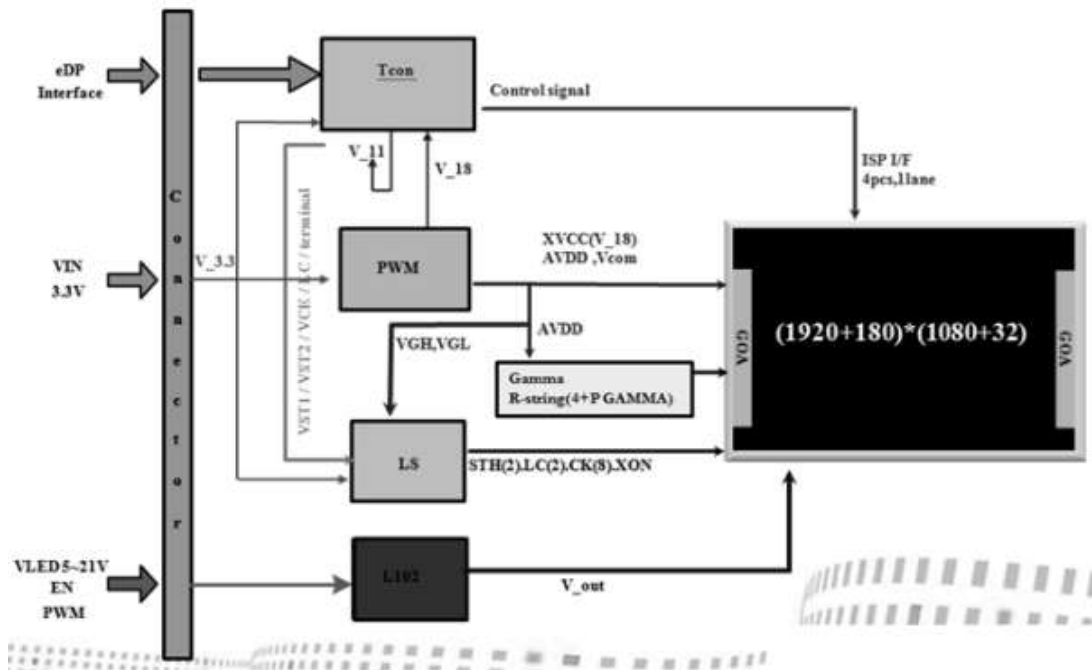 eDP
Interface
Tcon
Control signal
V_11
V_18
ISP I/F
4pcs,1lane
Connector
VIN
3.3V
V_3.3
VST1 / VST2 / VCK / LC / terminal
PWM
XVCC(V_18)
AVDD ,Vcom
VGH,VGL
AVDD
GOA
(1920+180)*(1080+32)
GOA
Gamma
R-string(4+P GAMMA)
LS
STH(2).LC(2).CK(8).XON
VLED5~21V
EN
PWM
L102
V_out